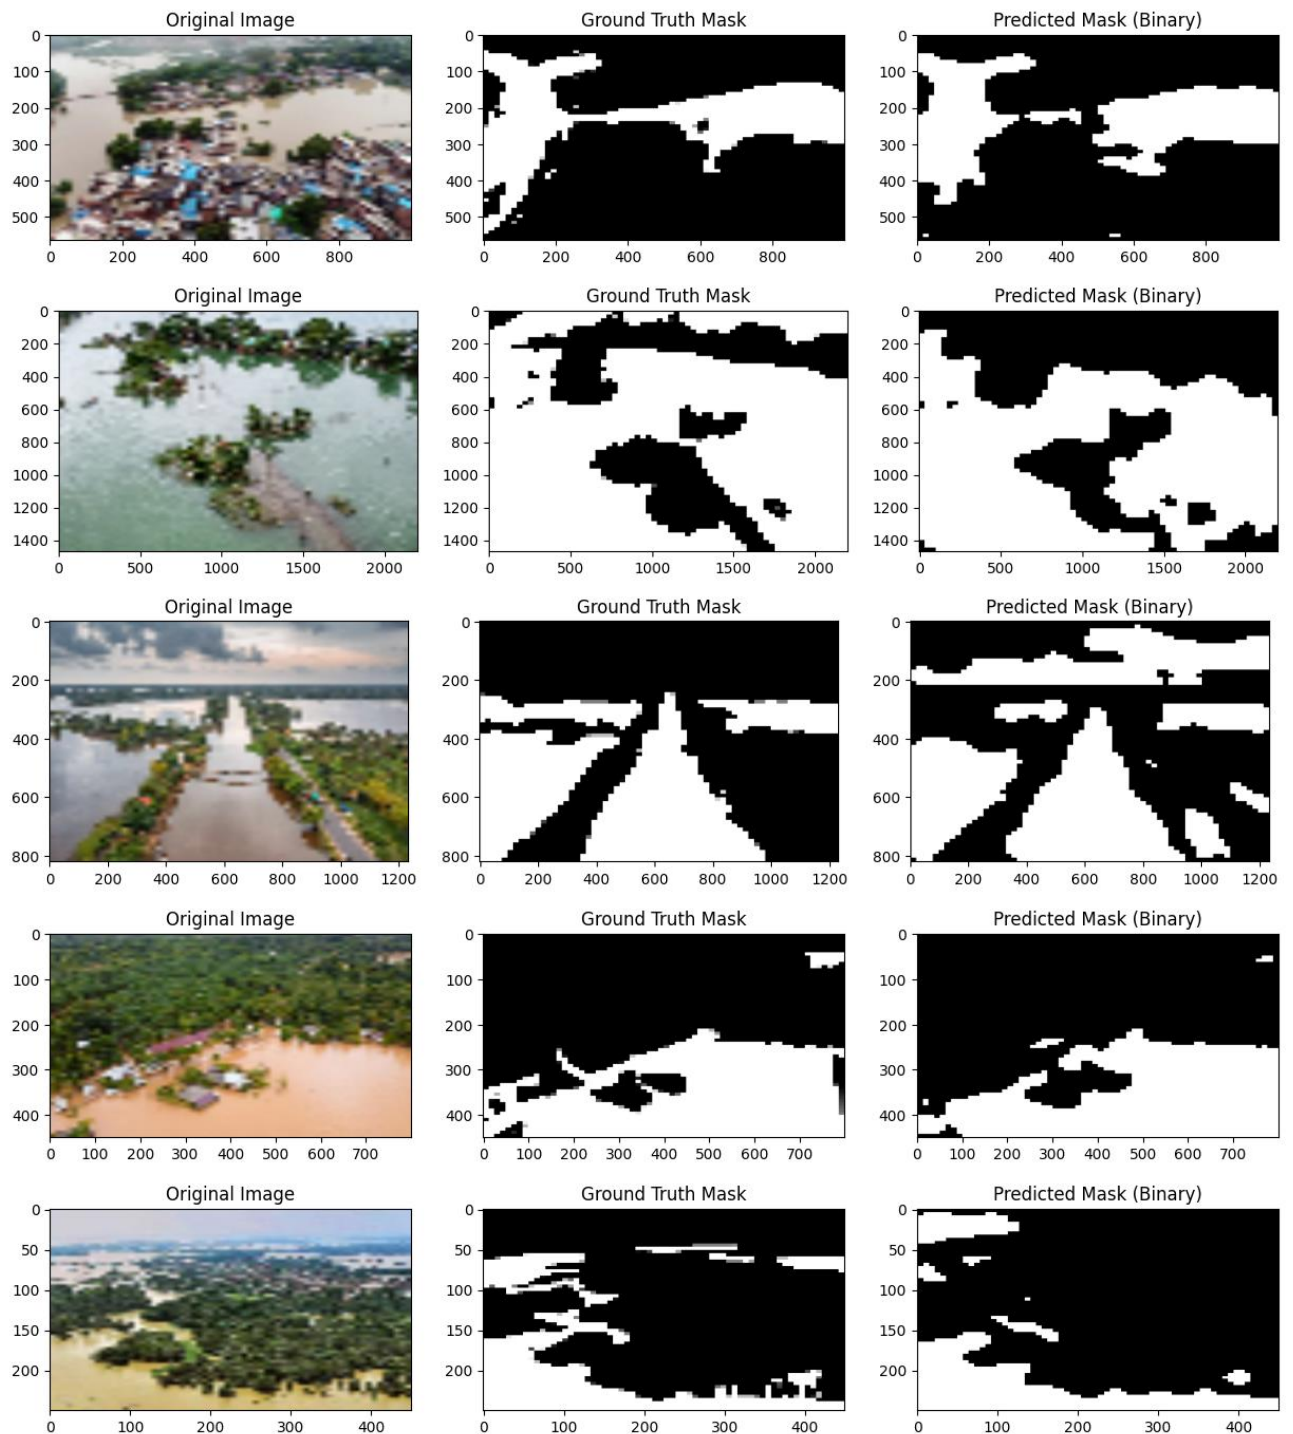 Original Image Ground Truth Mask Predicted Mask (Binary)
0 0 0
100 100 100
200 200 200
300 300 300
400 400 400
500 500 500
0 200 400 600 800 0 200 400 600 800 0 200 400 600 800
Original Image Ground Truth Mask Predicted Mask (Binary)
0 0 0
200 200 200
400 400 400
600 600 600
800 800 800
1000 1000 1000
1200 1200 1200
1400 1400 1400
0 500 1000 1500 2000 0 500 1000 1500 2000 0 500 1000 1500 2000
Original Image Ground Truth Mask Predicted Mask (Binary)
0 0 0
200 200 200
400 400 400
600 600 600
800 800 800
0 200 400 600 800 1000 1200 0 200 400 600 800 1000 1200 0 200 400 600 800 1000 1200
Original Image Ground Truth Mask Predicted Mask (Binary)
0 0 0
100 100 100
200 200 200
300 300 300
400 400 400
0 100 200 300 400 500 600 700 0 100 200 300 400 500 600 700 0 100 200 300 400 500 600 700
Original Image Ground Truth Mask Predicted Mask (Binary)
0 0 0
50 50 50
100 100 100
150 150 150
200 200 200
0 100 200 300 400 0 100 200 300 400 0 100 200 300 400